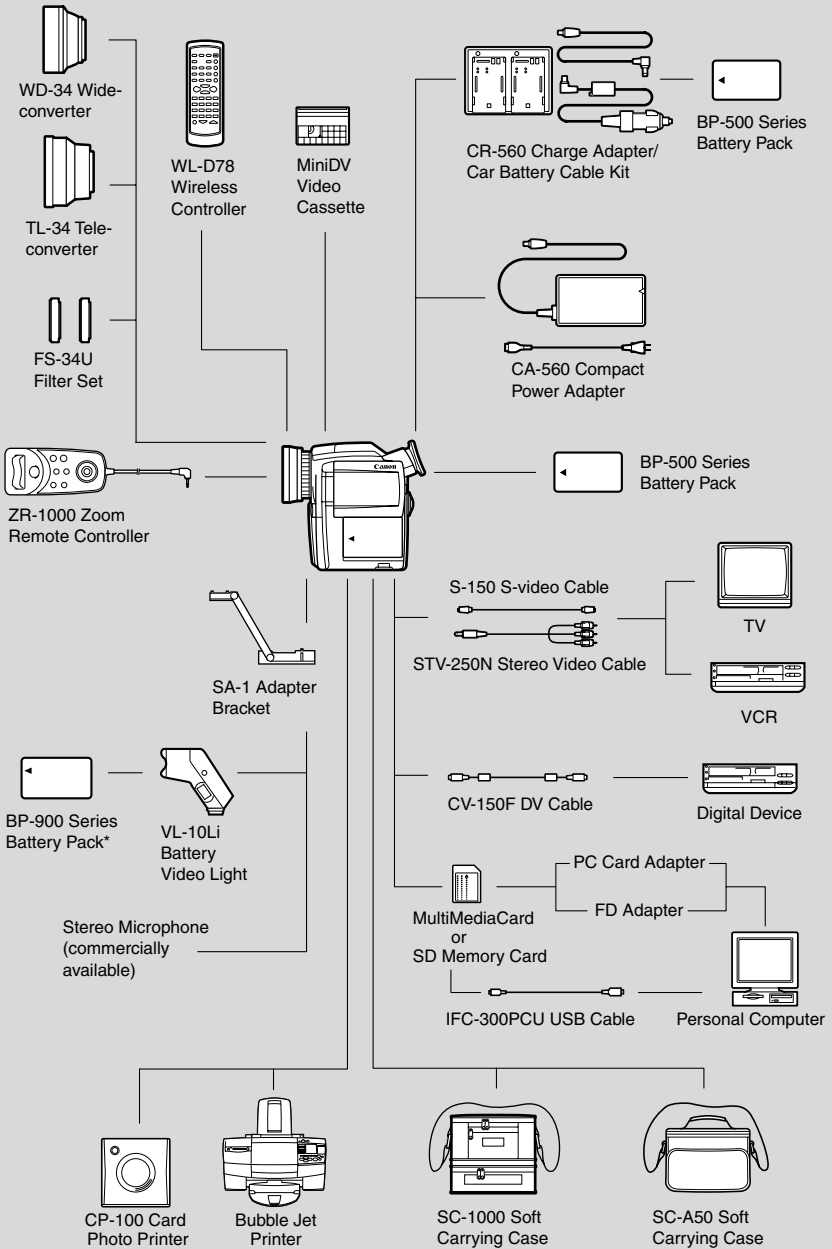 WD-34 Wide-
converter
TL-34 Tele-
converter
FS-34U
Filter Set
WL-D78
Wireless
Controller
MiniDV
Video
Cassette
CR-560 Charge Adapter/
Car Battery Cable Kit
BP-500 Series
Battery Pack
CA-560 Compact
Power Adapter
ZR-1000 Zoom
Remote Controller
Canon
BP-500 Series
Battery Pack
SA-1 Adapter
Bracket
S-150 S-video Cable
STV-250N Stereo Video Cable
TV
VCR
BP-900 Series
Battery Pack*
VL-10Li
Battery
Video Light
CV-150F DV Cable
Digital Device
Stereo Microphone
(commercially
available)
MultiMediaCard
or
SD Memory Card
PC Card Adapter
FD Adapter
IFC-300PCU USB Cable
Personal Computer
CP-100 Card
Photo Printer
Bubble Jet
Printer
SC-1000 Soft
Carrying Case
SC-A50 Soft
Carrying Case